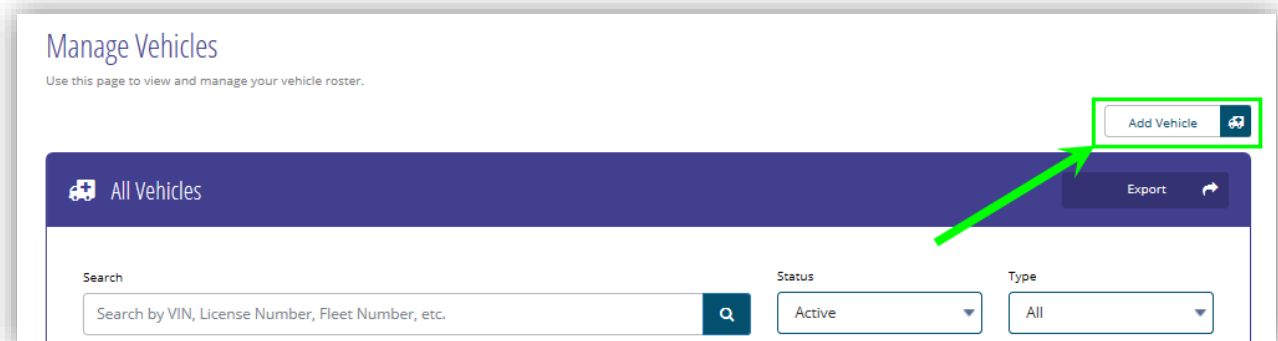 Manage Vehicles
Use this page to view and manage your vehicle roster.
Add Vehicle
All Vehicles
Export
Search
Status
Type
Search by VIN, License Number, Fleet Number, etc.
Active
All